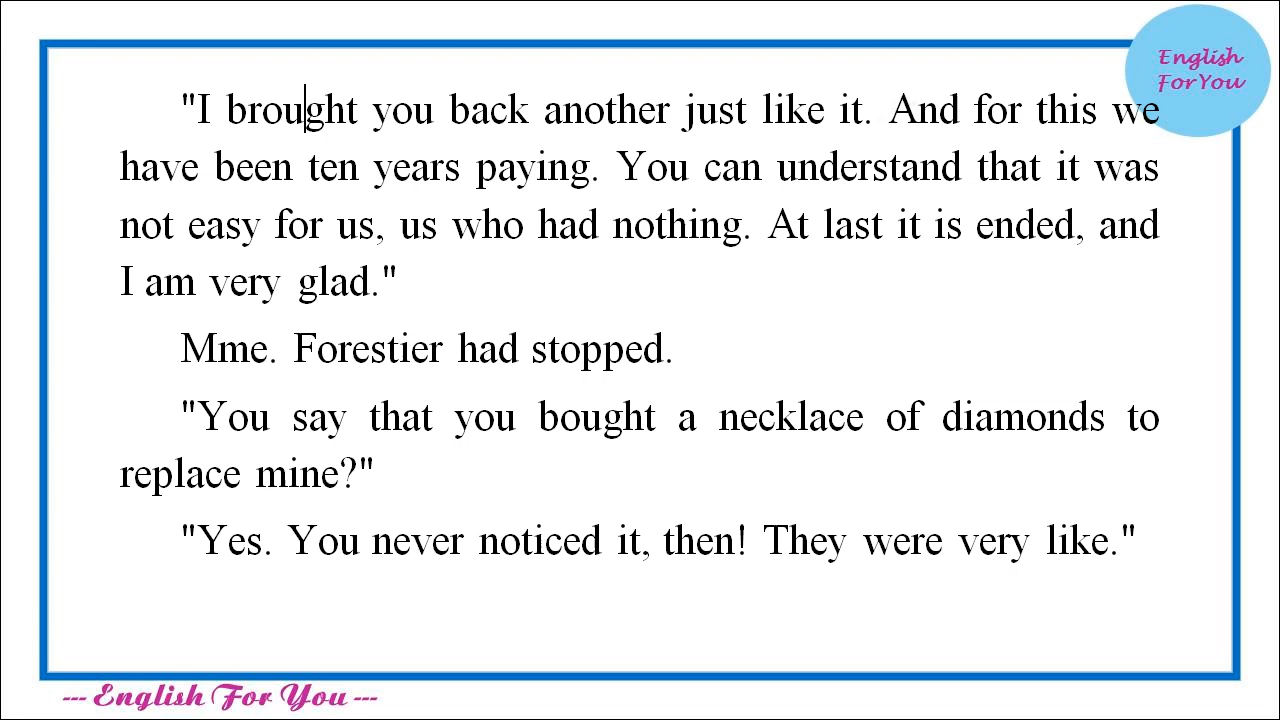 English
ForYou
"I brought you back another just like it. And for this we
have been ten years paying. You can understand that it was
not easy for us, us who had nothing. At last it is ended, and
I am very glad."
Mme. Forestier had stopped.
"You say that you bought a necklace of diamonds to
replace mine?"
"Yes. You never noticed it, then! They were very like."
--- English For You ---